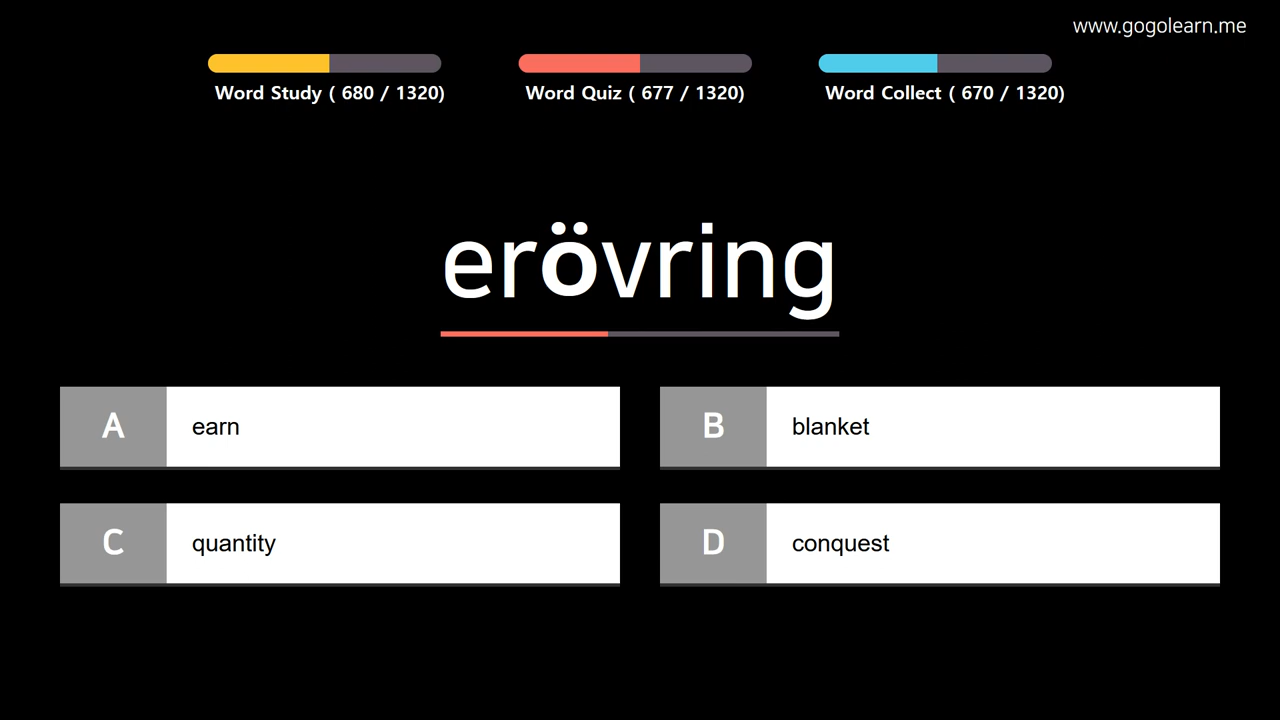 www.gogolearn.me
Word Study ( 680 / 1320)
Word Quiz ( 677 / 1320)
Word Collect ( 670 / 1320)
erövring
A earn
B blanket
C quantity
D conquest